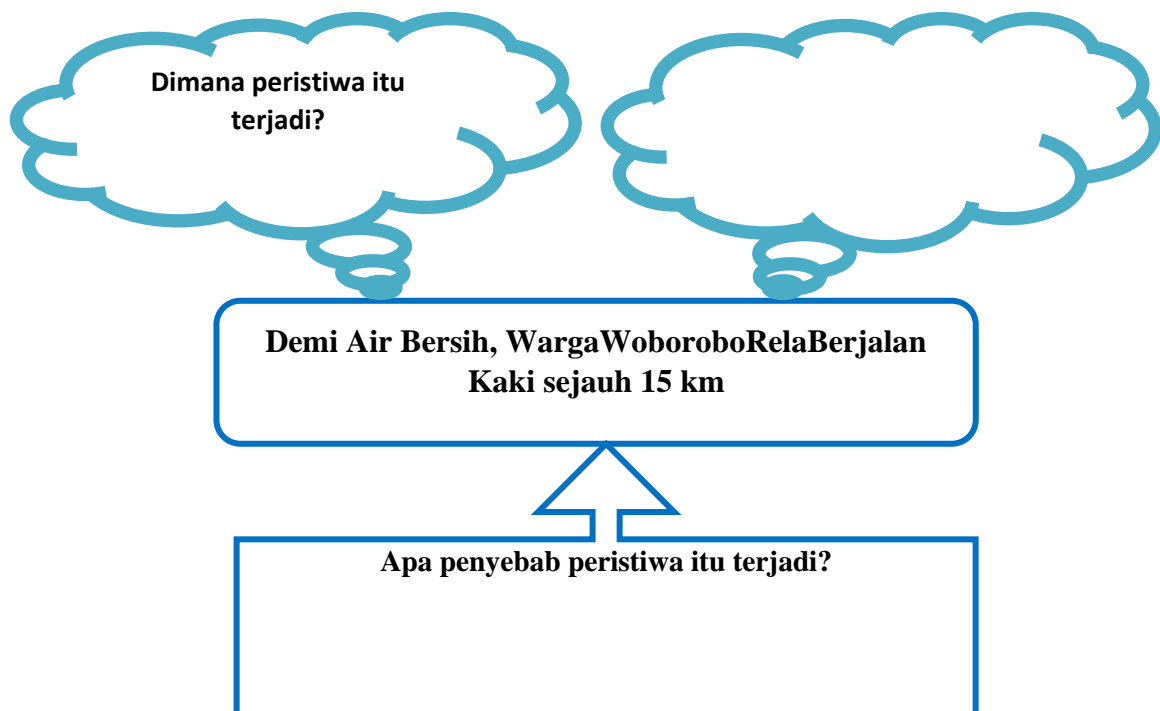 Dimana peristiwa itu
terjadi?
Demi Air Bersih, WargaWoboroboRelaBerjalan
Kaki sejauh 15 km
Apa penyebab peristiwa itu terjadi?